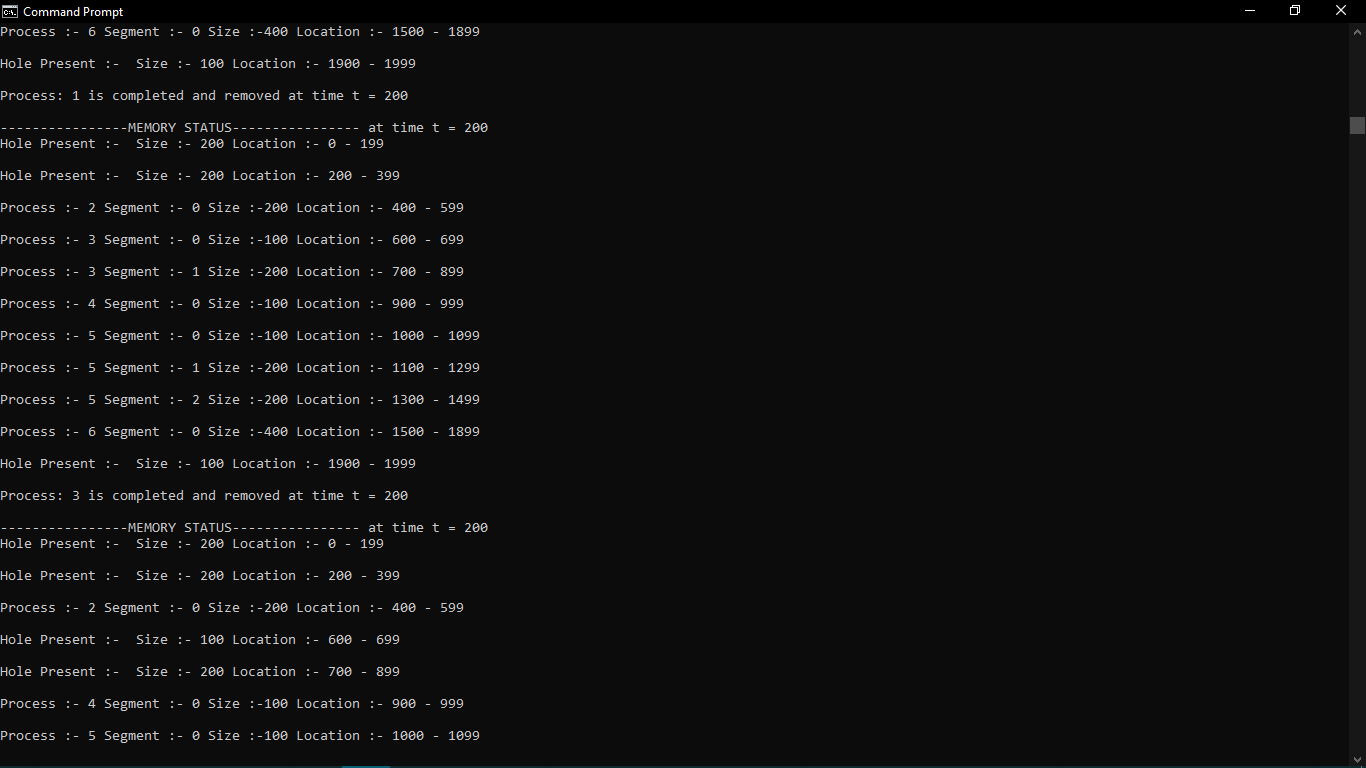 Command Prompt
Process :- 6 Segment :- 0 Size :-400 Location :- 1500 - 1899
Hole Present :-  Size :- 100 Location :- 1900 - 1999
Process: 1 is completed and removed at time t = 200
----------------MEMORY STATUS---------------- at time t = 200
Hole Present :-  Size :- 200 Location :- 0 - 199
Hole Present :-  Size :- 200 Location :- 200 - 399
Process :- 2 Segment :- 0 Size :-200 Location :- 400 - 599
Process :- 3 Segment :- 0 Size :-100 Location :- 600 - 699
Process :- 3 Segment :- 1 Size :-200 Location :- 700 - 899
Process :- 4 Segment :- 0 Size :-100 Location :- 900 - 999
Process :- 5 Segment :- 0 Size :-100 Location :- 1000 - 1099
Process :- 5 Segment :- 1 Size :-200 Location :- 1100 - 1299
Process :- 5 Segment :- 2 Size :-200 Location :- 1300 - 1499
Process :- 6 Segment :- 0 Size :-400 Location :- 1500 - 1899
Hole Present :-  Size :- 100 Location :- 1900 - 1999
Process: 3 is completed and removed at time t = 200
----------------MEMORY STATUS---------------- at time t = 200
Hole Present :-  Size :- 200 Location :- 0 - 199
Hole Present :-  Size :- 200 Location :- 200 - 399
Process :- 2 Segment :- 0 Size :-200 Location :- 400 - 599
Hole Present :-  Size :- 100 Location :- 600 - 699
Hole Present :-  Size :- 200 Location :- 700 - 899
Process :- 4 Segment :- 0 Size :-100 Location :- 900 - 999
Process :- 5 Segment :- 0 Size :-100 Location :- 1000 - 1099